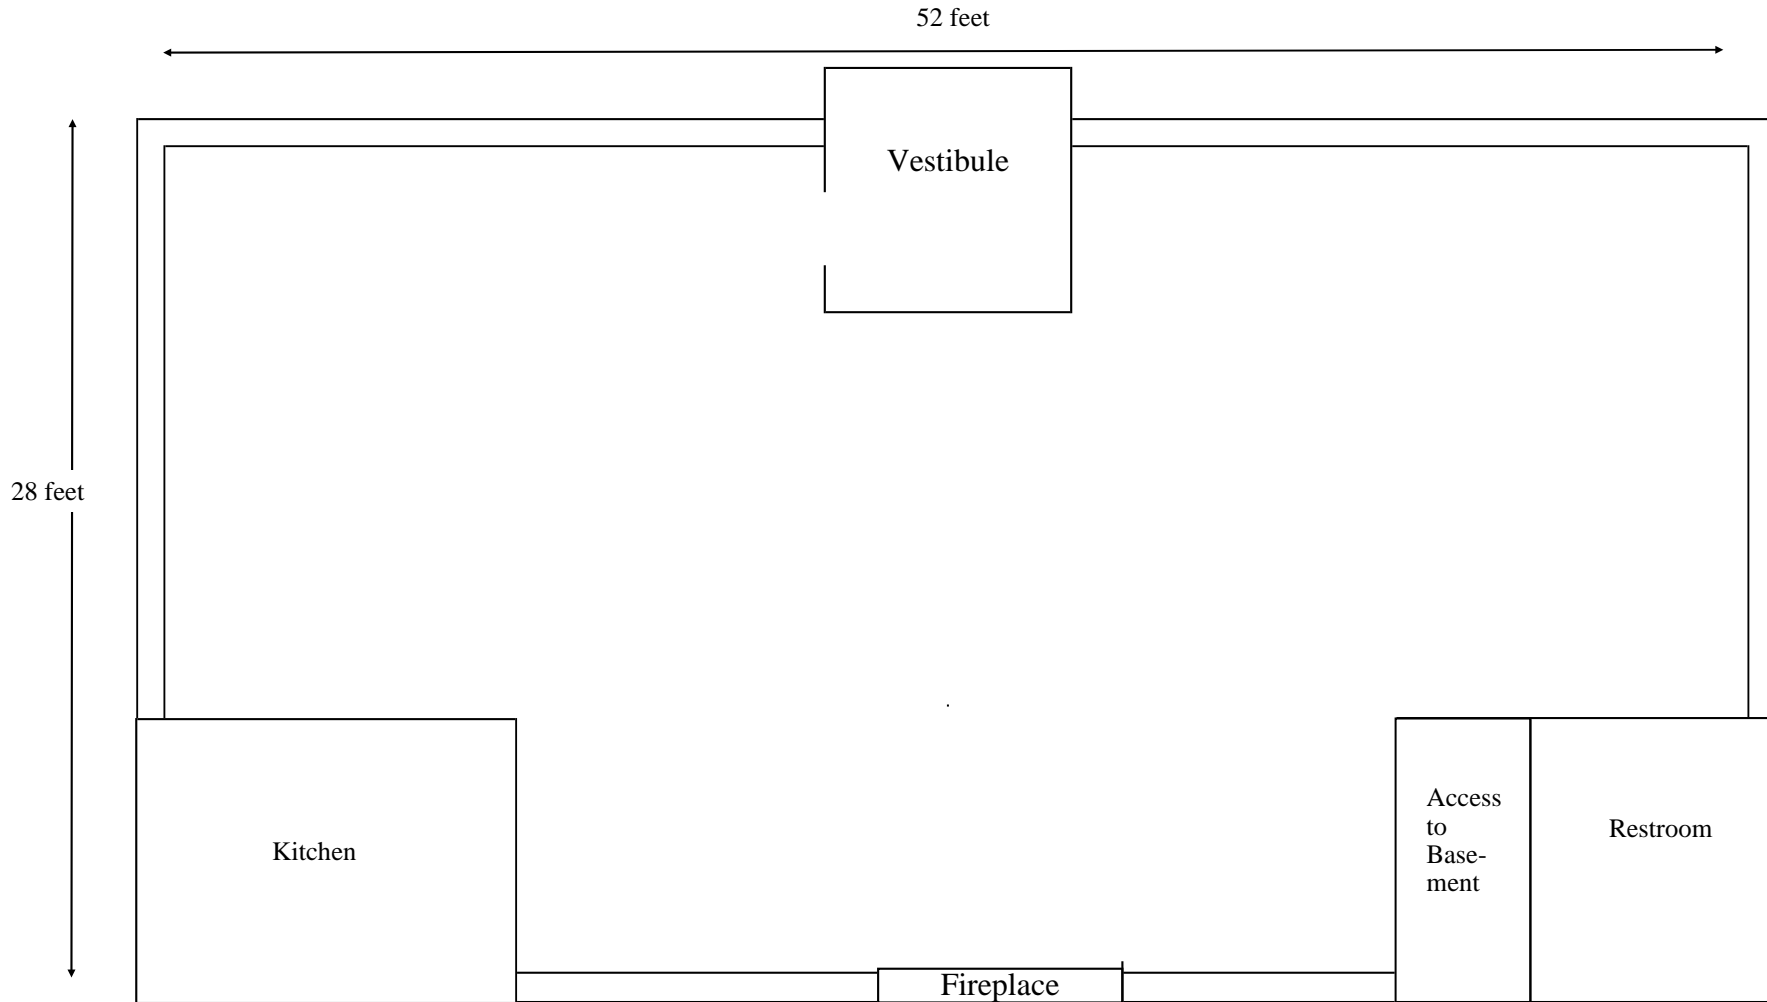 52 feet
Vestibule
28 feet
Access
to
Base-
ment
Restroom
Kitchen
Fireplace